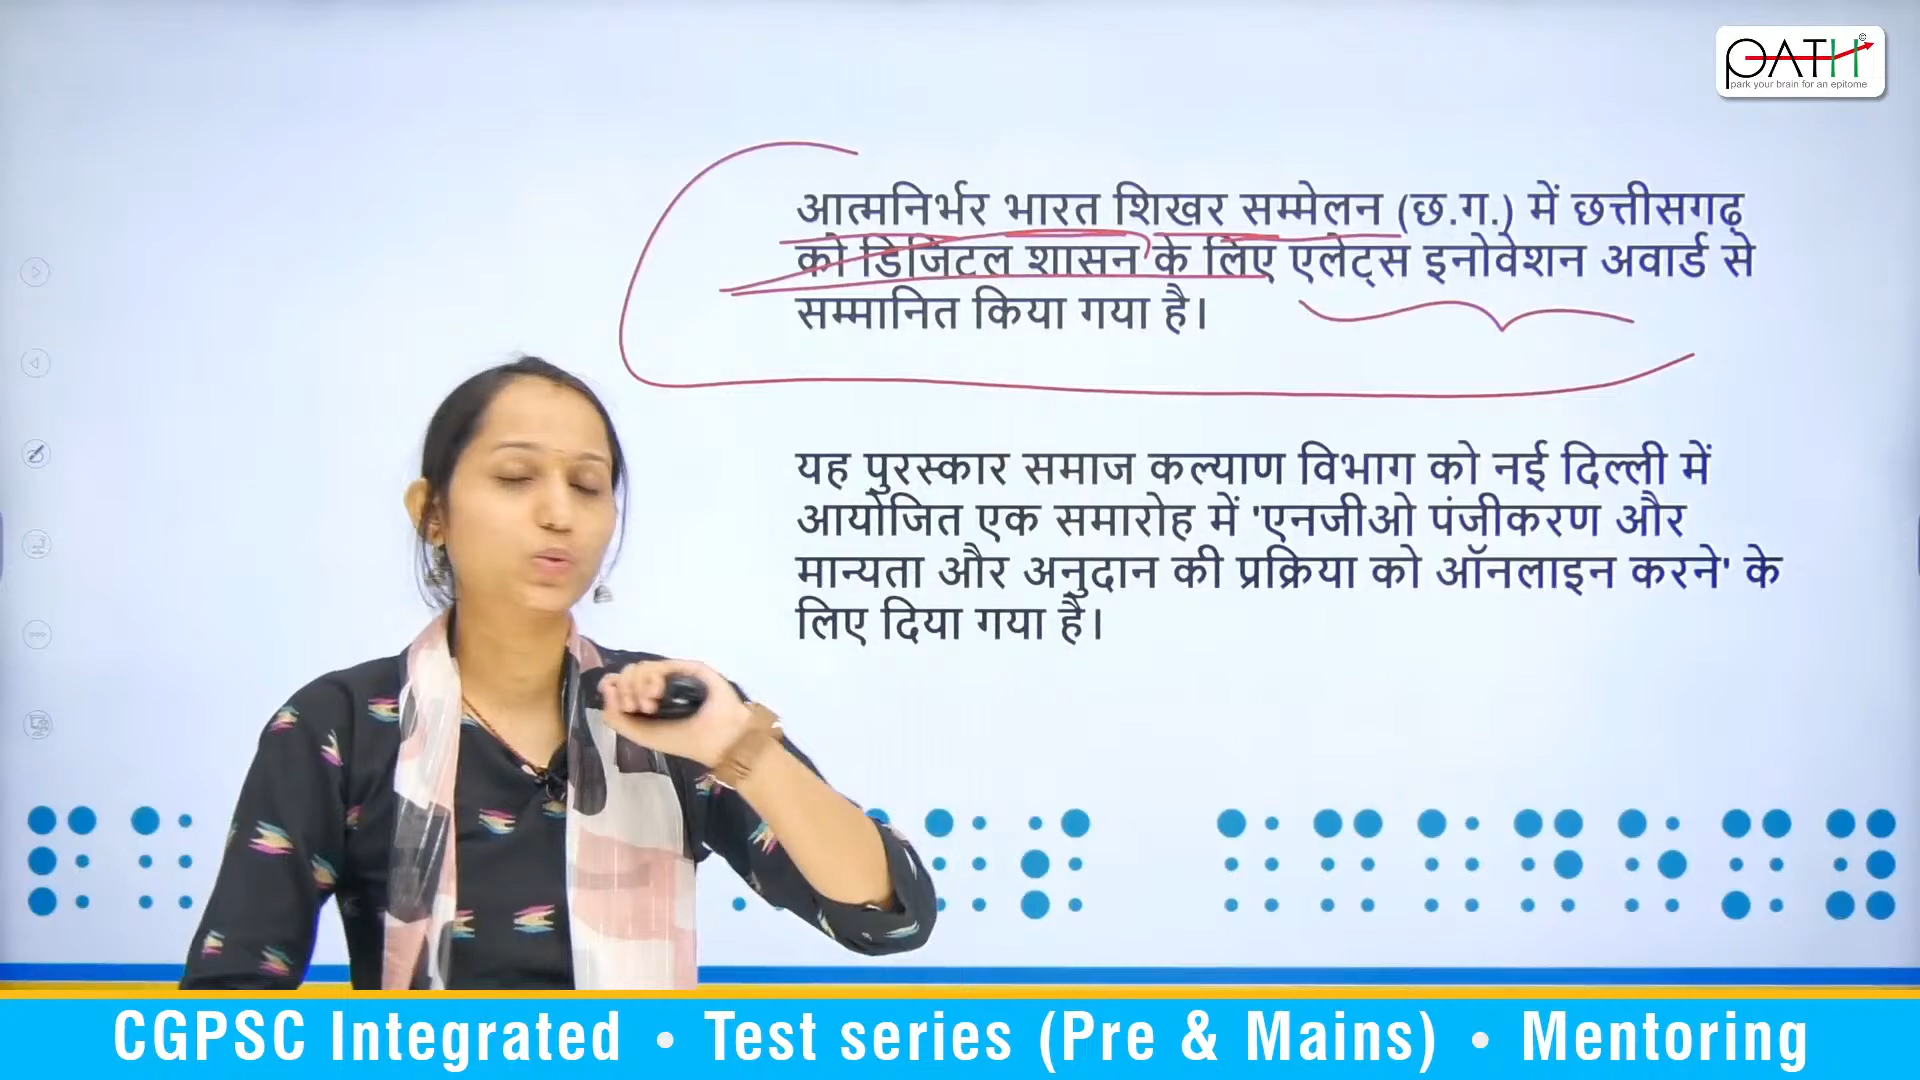 PATH©
park your brain for an epitome
आत्मनिर्भर भारत शिखर सम्मेलन (छ.ग.) में छत्तीसगढ़
को डिजिटल शासन के लिए एलेट्स इनोवेशन अवार्ड से
सम्मानित किया गया है।
यह पुरस्कार समाज कल्याण विभाग को नई दिल्ली में
आयोजित एक समारोह में 'एनजीओ पंजीकरण और
मान्यता और अनुदान की प्रक्रिया को ऑनलाइन करने' के
लिए दिया गया है।
CGPSC Integrated • Test series (Pre & Mains) • Mentoring